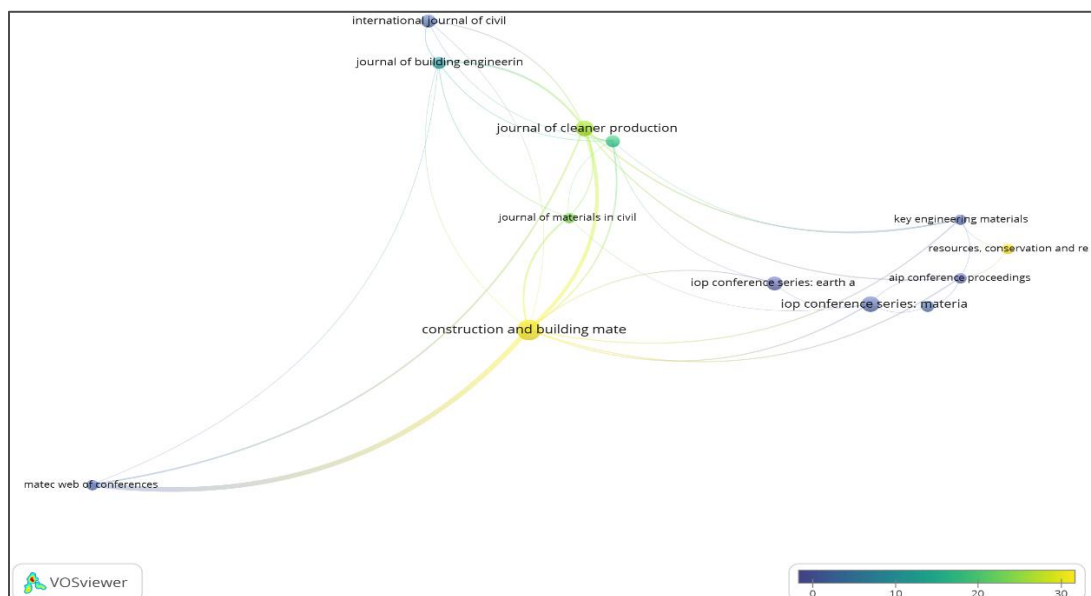 international journal of civil
journal of building engineerin
journal of cleaner production
journal of materials in civil
key engineering materials
resources, conservation and re
iop conference series: earth a
aip conference proceedings
iop conference series: materia
construction and building mate
matec web of conferences
VOSviewer
0 10 20 30